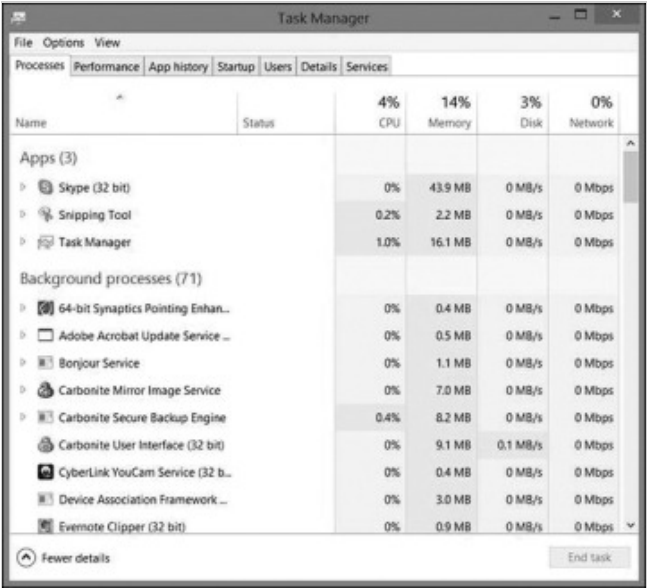 Task Manager
File Options View
Processes Performance App history Startup Users Details Services
4% 14% 3% 0%
Name Status CPU Memory Disk Network
Apps (3)
Skype (32 bit) 0% 43.9 MB 0 MB/s 0 Mbps
Snipping Tool 0.2% 2.2 MB 0 MB/s 0 Mbps
Task Manager 1.0% 16.1 MB 0 MB/s 0 Mbps
Background processes (71)
64-bit Synaptics Pointing Enhan... 0% 0.4 MB 0 MB/s 0 Mbps
Adobe Acrobat Update Service ... 0% 0.5 MB 0 MB/s 0 Mbps
Bonjour Service 0% 1.1 MB 0 MB/s 0 Mbps
Carbonite Mirror Image Service 0% 7.0 MB 0 MB/s 0 Mbps
Carbonite Secure Backup Engine 0.4% 8.2 MB 0 MB/s 0 Mbps
Carbonite User Interface (32 bit) 0% 9.1 MB 0.1 MB/s 0 Mbps
CyberLink YouCam Service (32 b... 0% 0.4 MB 0 MB/s 0 Mbps
Device Association Framework ... 0% 3.0 MB 0 MB/s 0 Mbps
Evernote Clipper (32 bit) 0% 0.9 MB 0 MB/s 0 Mbps
Fewer details End task